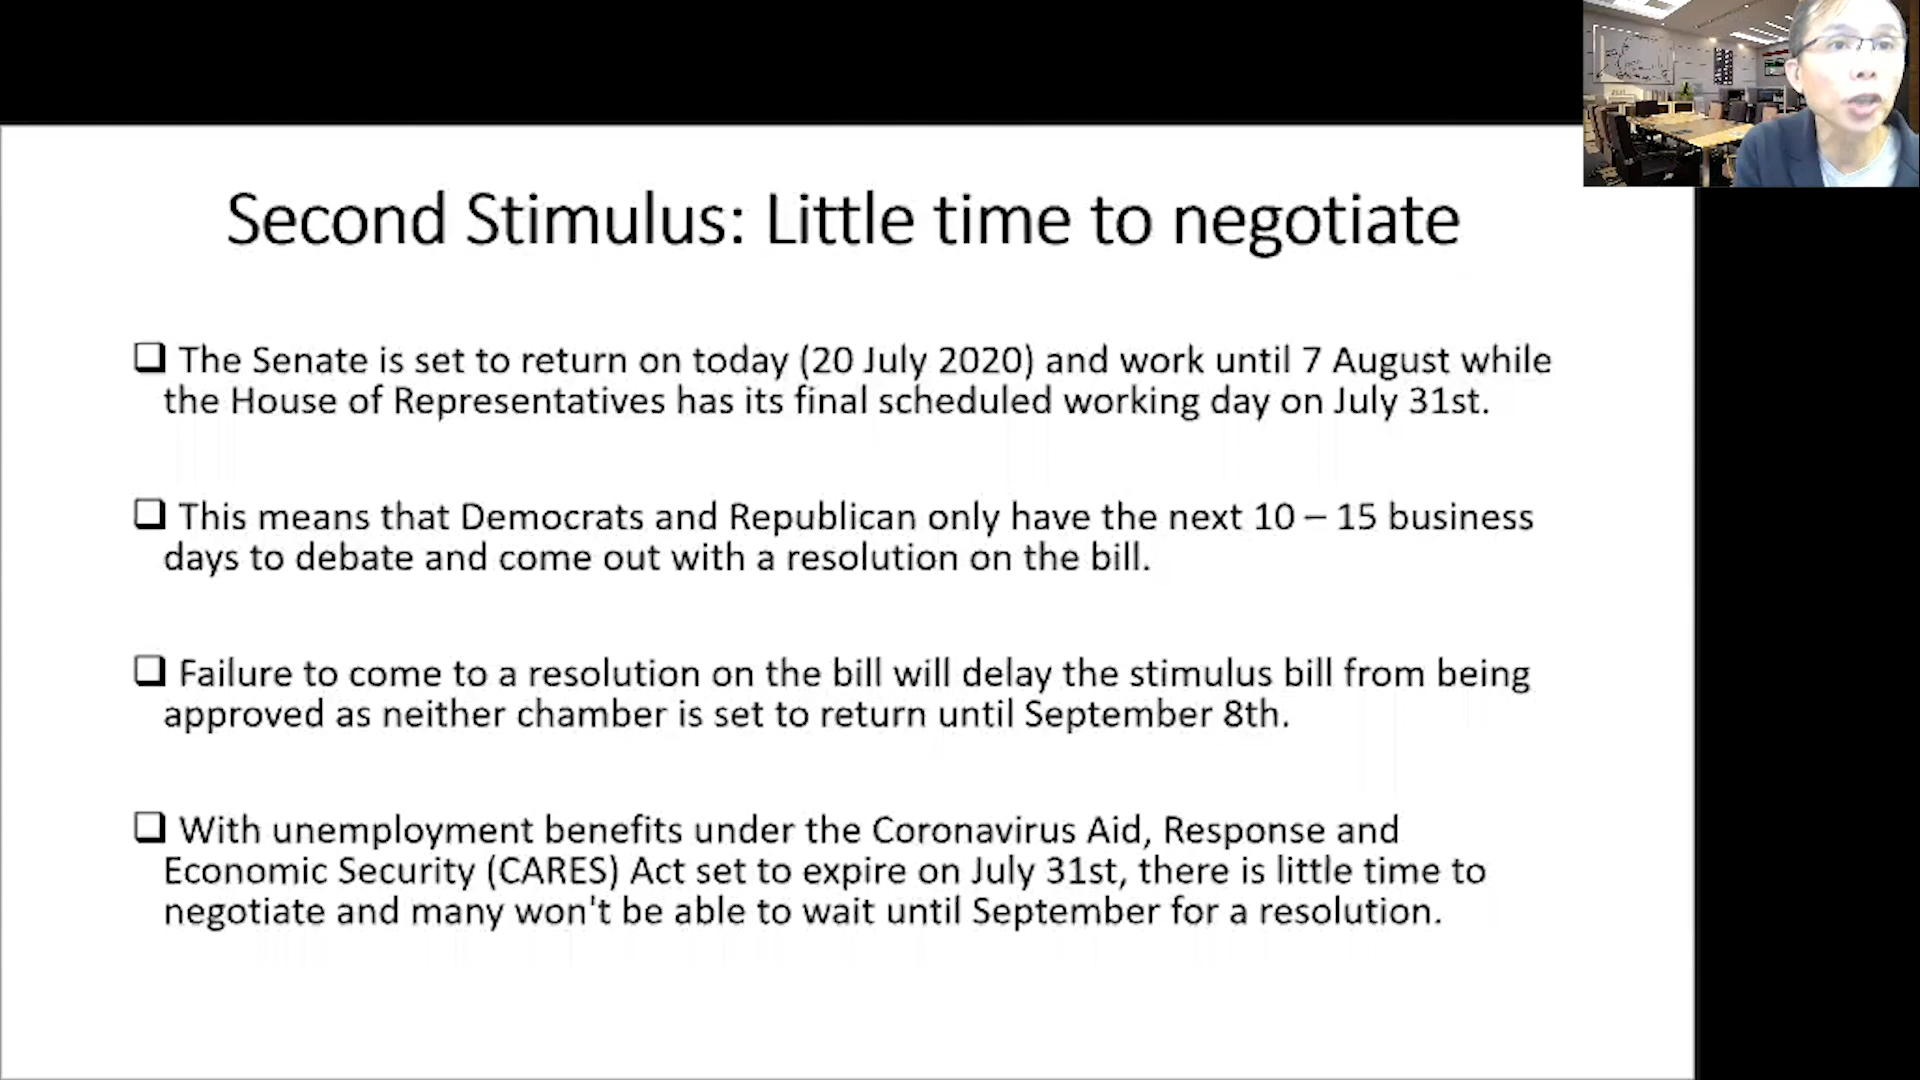 Second Stimulus: Little time to negotiate
The Senate is set to return on today (20 July 2020) and work until 7 August while
the House of Representatives has its final scheduled working day on July 31st.
This means that Democrats and Republican only have the next 10 – 15 business
days to debate and come out with a resolution on the bill.
Failure to come to a resolution on the bill will delay the stimulus bill from being
approved as neither chamber is set to return until September 8th.
With unemployment benefits under the Coronavirus Aid, Response and
Economic Security (CARES) Act set to expire on July 31st, there is little time to
negotiate and many won't be able to wait until September for a resolution.